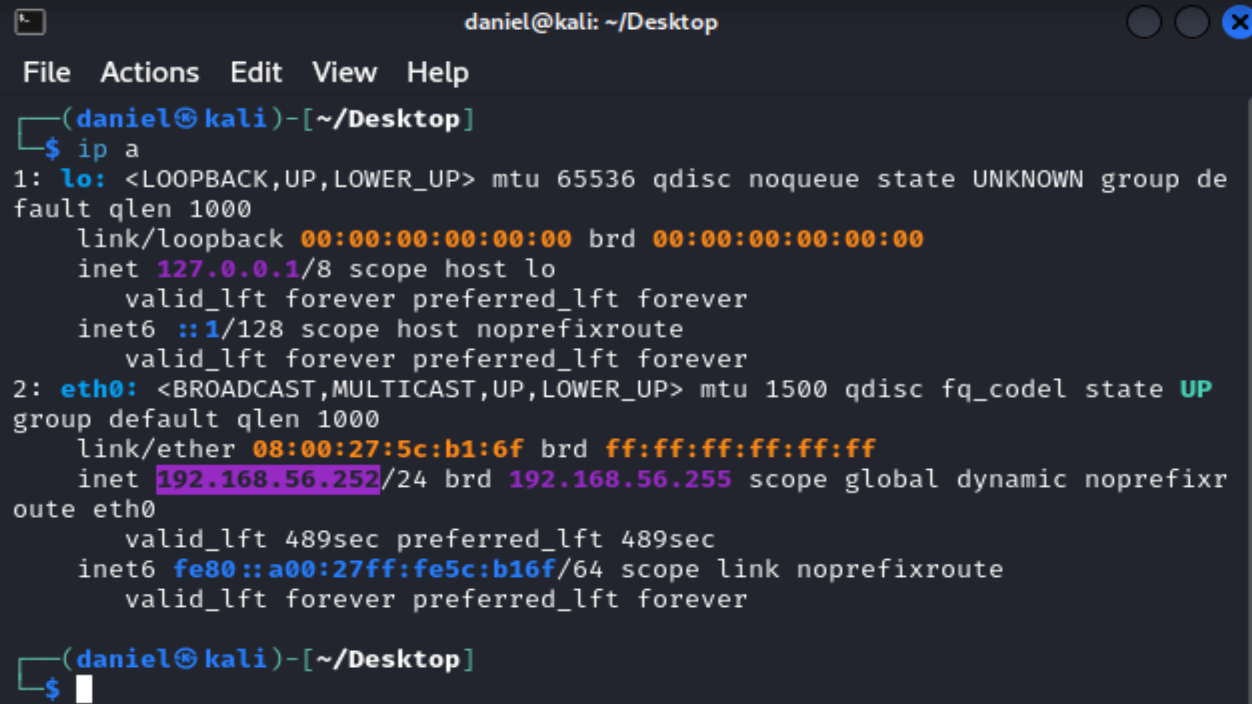 daniel@kali: ~/Desktop
File Actions Edit View Help
┌──(daniel㉿kali)-[~/Desktop]
└─$ ip a
1: lo: <LOOPBACK,UP,LOWER_UP> mtu 65536 qdisc noqueue state UNKNOWN group de
fault qlen 1000
    link/loopback 00:00:00:00:00:00 brd 00:00:00:00:00:00
    inet 127.0.0.1/8 scope host lo
       valid_lft forever preferred_lft forever
    inet6 ::1/128 scope host noprefixroute
       valid_lft forever preferred_lft forever
2: eth0: <BROADCAST,MULTICAST,UP,LOWER_UP> mtu 1500 qdisc fq_codel state UP
group default qlen 1000
    link/ether 08:00:27:5c:b1:6f brd ff:ff:ff:ff:ff:ff
    inet 192.168.56.252/24 brd 192.168.56.255 scope global dynamic noprefixr
oute eth0
       valid_lft 489sec preferred_lft 489sec
    inet6 fe80::a00:27ff:fe5c:b16f/64 scope link noprefixroute
       valid_lft forever preferred_lft forever
┌──(daniel㉿kali)-[~/Desktop]
└─$